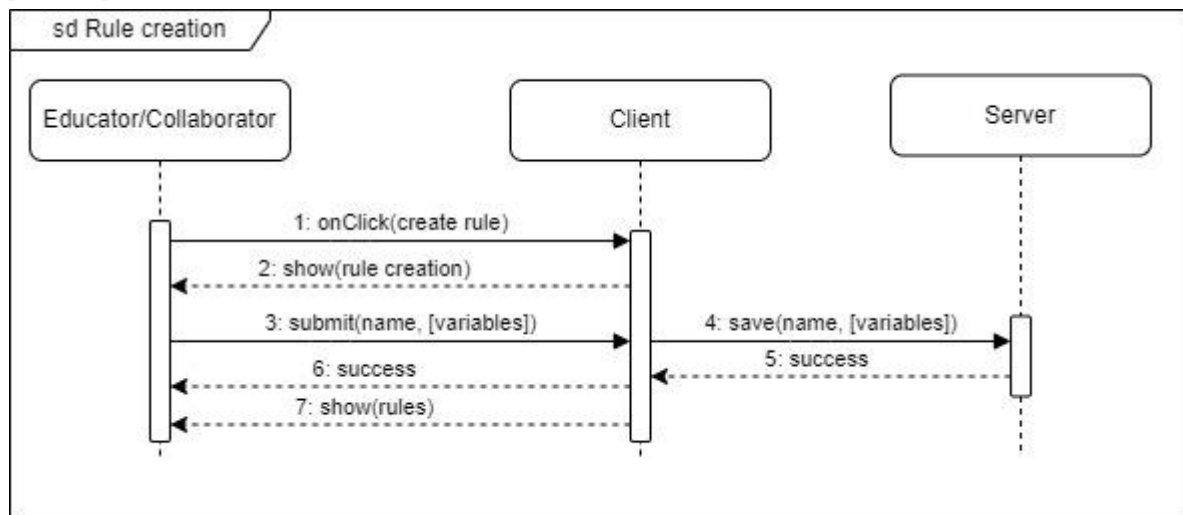 sd Rule creation
Educator/Collaborator
Client
Server
1: onClick(create rule)
2: show(rule creation)
3: submit(name, [variables])
4: save(name, [variables])
5: success
6: success
7: show(rules)